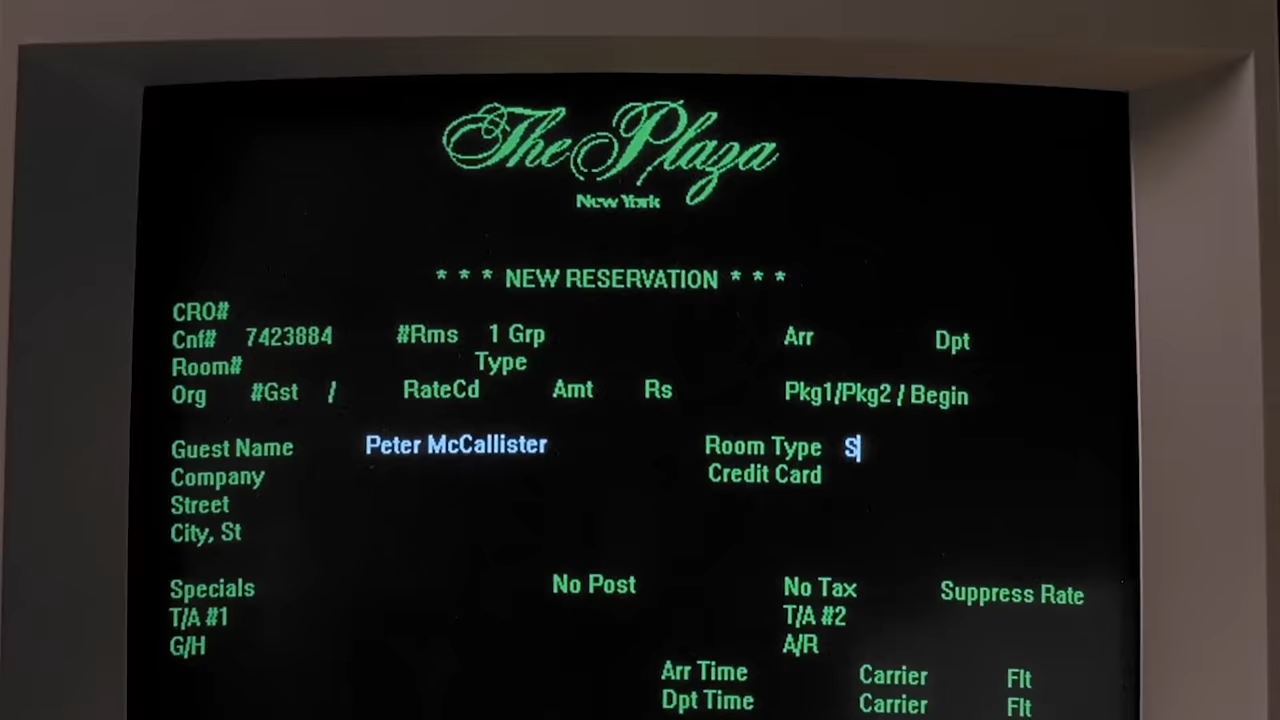 The Plaza
New York
* * * NEW RESERVATION * * *
CRO#
Cnf# 7423884 #Rms 1 Grp Arr Dpt
Room# Type
Org #Gst / RateCd Amt Rs Pkg1/Pkg2 / Begin
Guest Name Peter McCallister Room Type S
Company Credit Card
Street
City, St
Specials No Post No Tax Suppress Rate
T/A #1 T/A #2
G/H A/R
Arr Time Carrier Flt
Dpt Time Carrier Flt